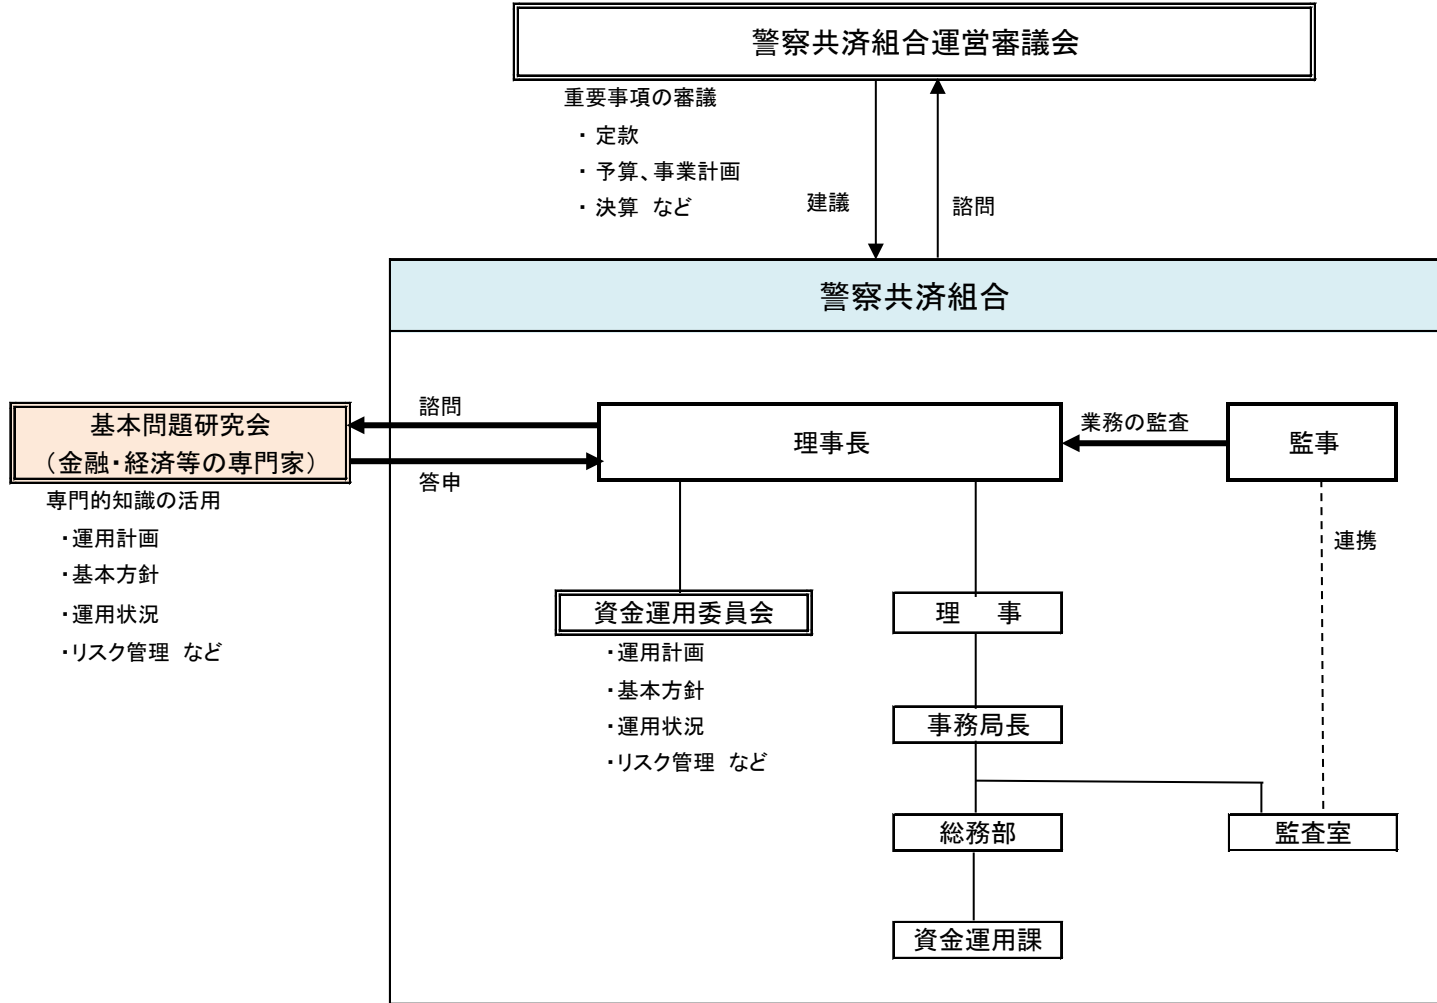 警察共済組合運営審議会
重要事項の審議
・ 定款
・ 予算、事業計画
・ 決算 など
建議
諮問
警察共済組合
基本問題研究会
（金融・経済等の専門家）
諮問
答申
理事長
業務の監査
監事
専門的知識の活用
・運用計画
・基本方針
・運用状況
・リスク管理 など
連携
資金運用委員会
・運用計画
・基本方針
・運用状況
・リスク管理 など
理 事
事務局長
総務部
監査室
資金運用課